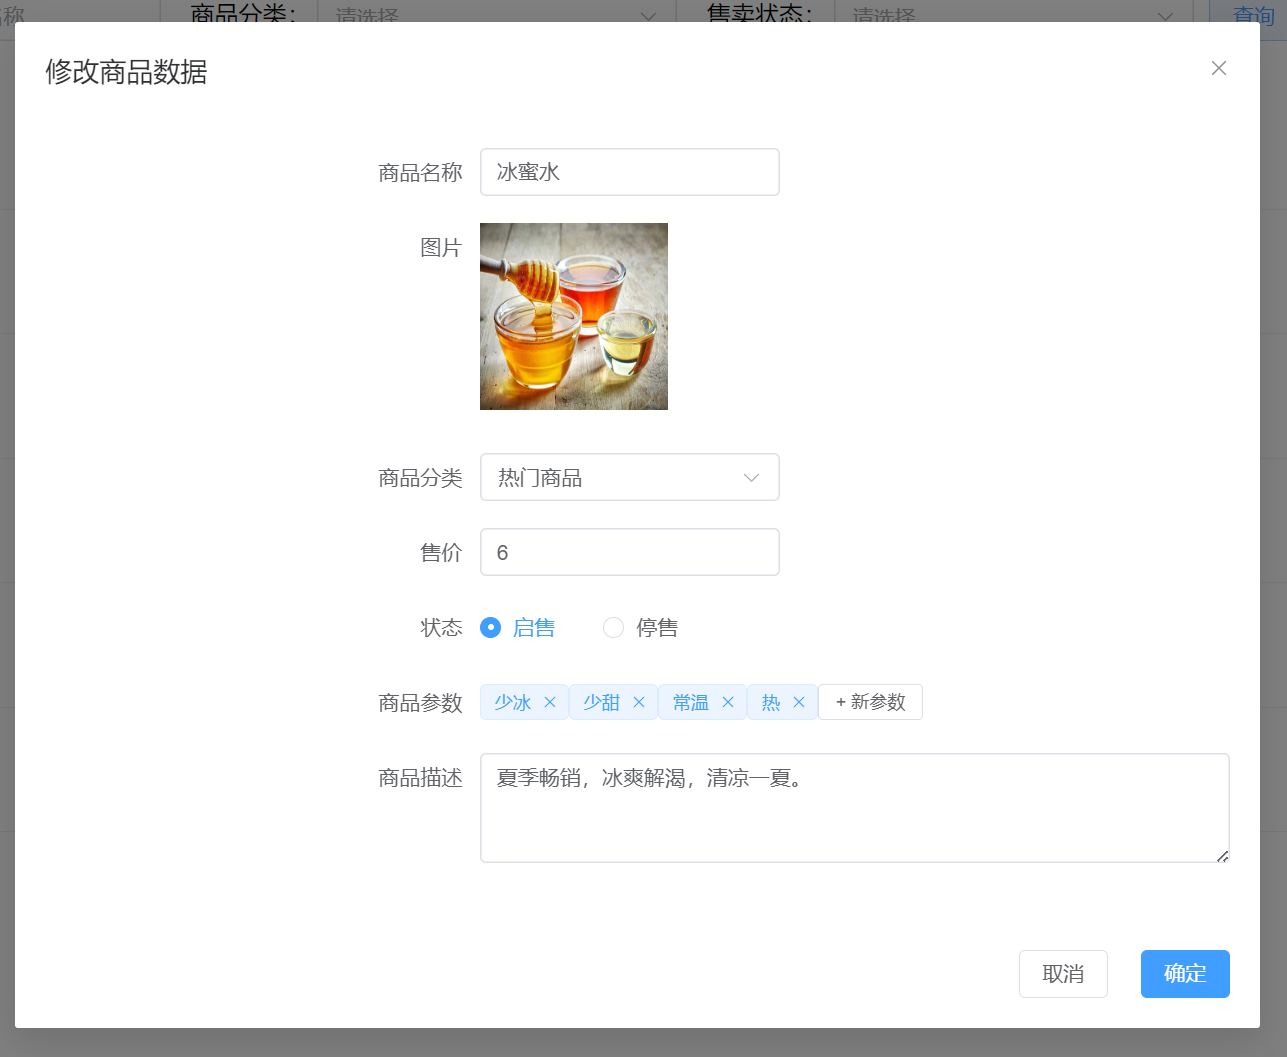 称 商品分类： 请选择 售卖状态： 请选择 查询
修改商品数据
商品名称 冰蜜水
图片
商品分类 热门商品
售价 6
状态 启售 停售
商品参数 少冰 少甜 常温 热 + 新参数
商品描述 夏季畅销，冰爽解渴，清凉一夏。
取消 确定